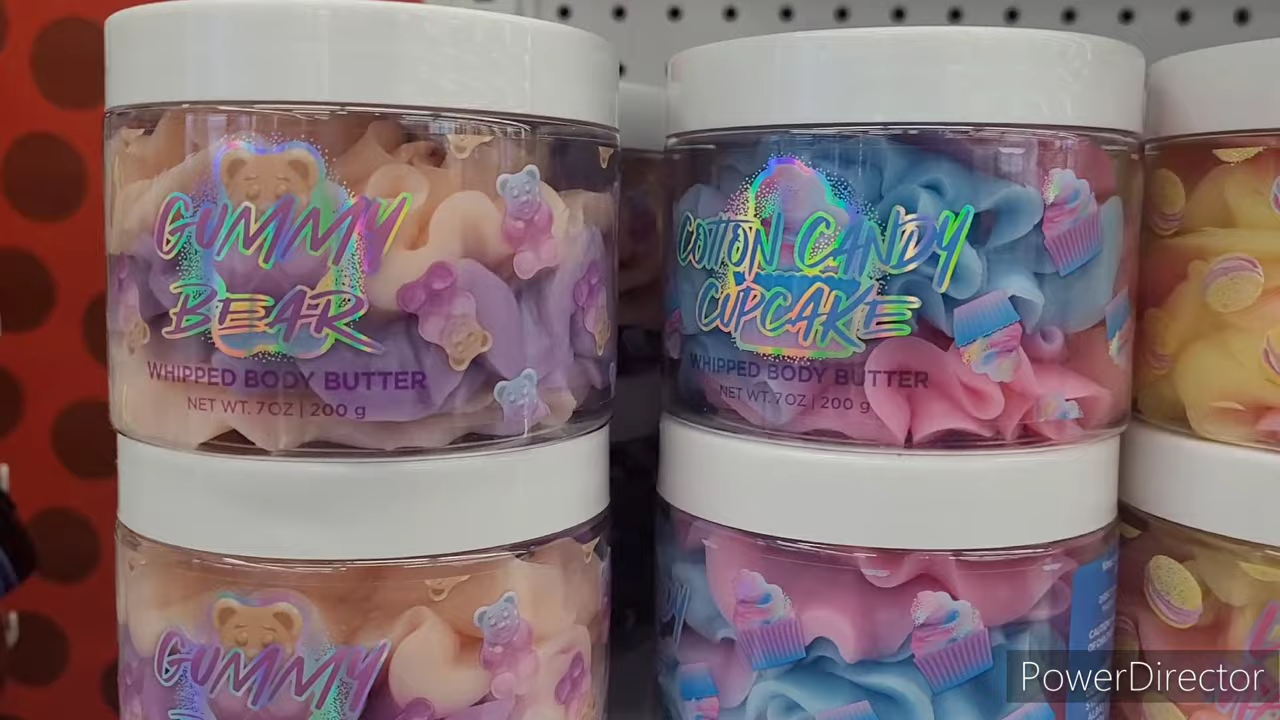 GUMMY
BEAR
WHIPPED BODY BUTTER
NET WT. 7OZ | 200 g
COTTON CANDY
CUPCAKE
WHIPPED BODY BUTTER
NET WT. 7OZ | 200 g
GUMMY
PowerDirector